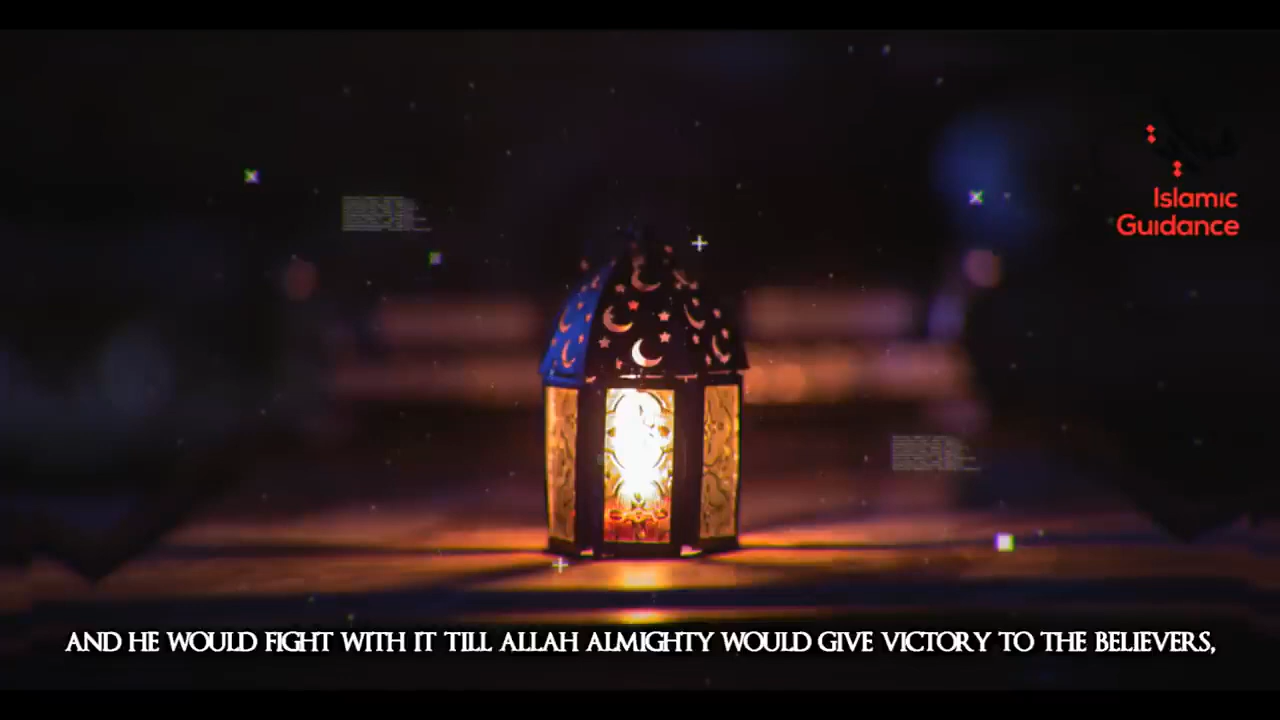 Islamic
Guidance
AND HE WOULD FIGHT WITH IT TILL ALLAH ALMIGHTY WOULD GIVE VICTORY TO THE BELIEVERS,